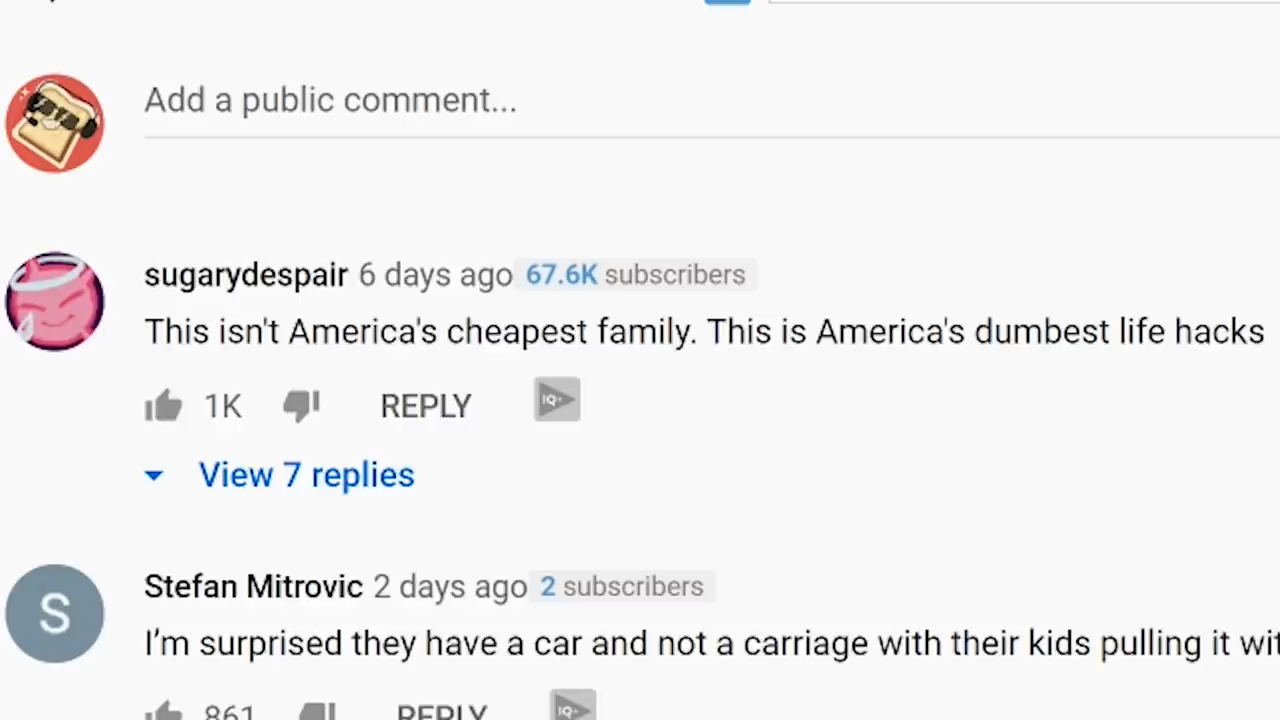 Add a public comment...
sugarydespair 6 days ago 67.6K subscribers
This isn't America's cheapest family. This is America's dumbest life hacks
1K REPLY IQ+
View 7 replies
S
Stefan Mitrovic 2 days ago 2 subscribers
I'm surprised they have a car and not a carriage with their kids pulling it
861 REPLY IQ+